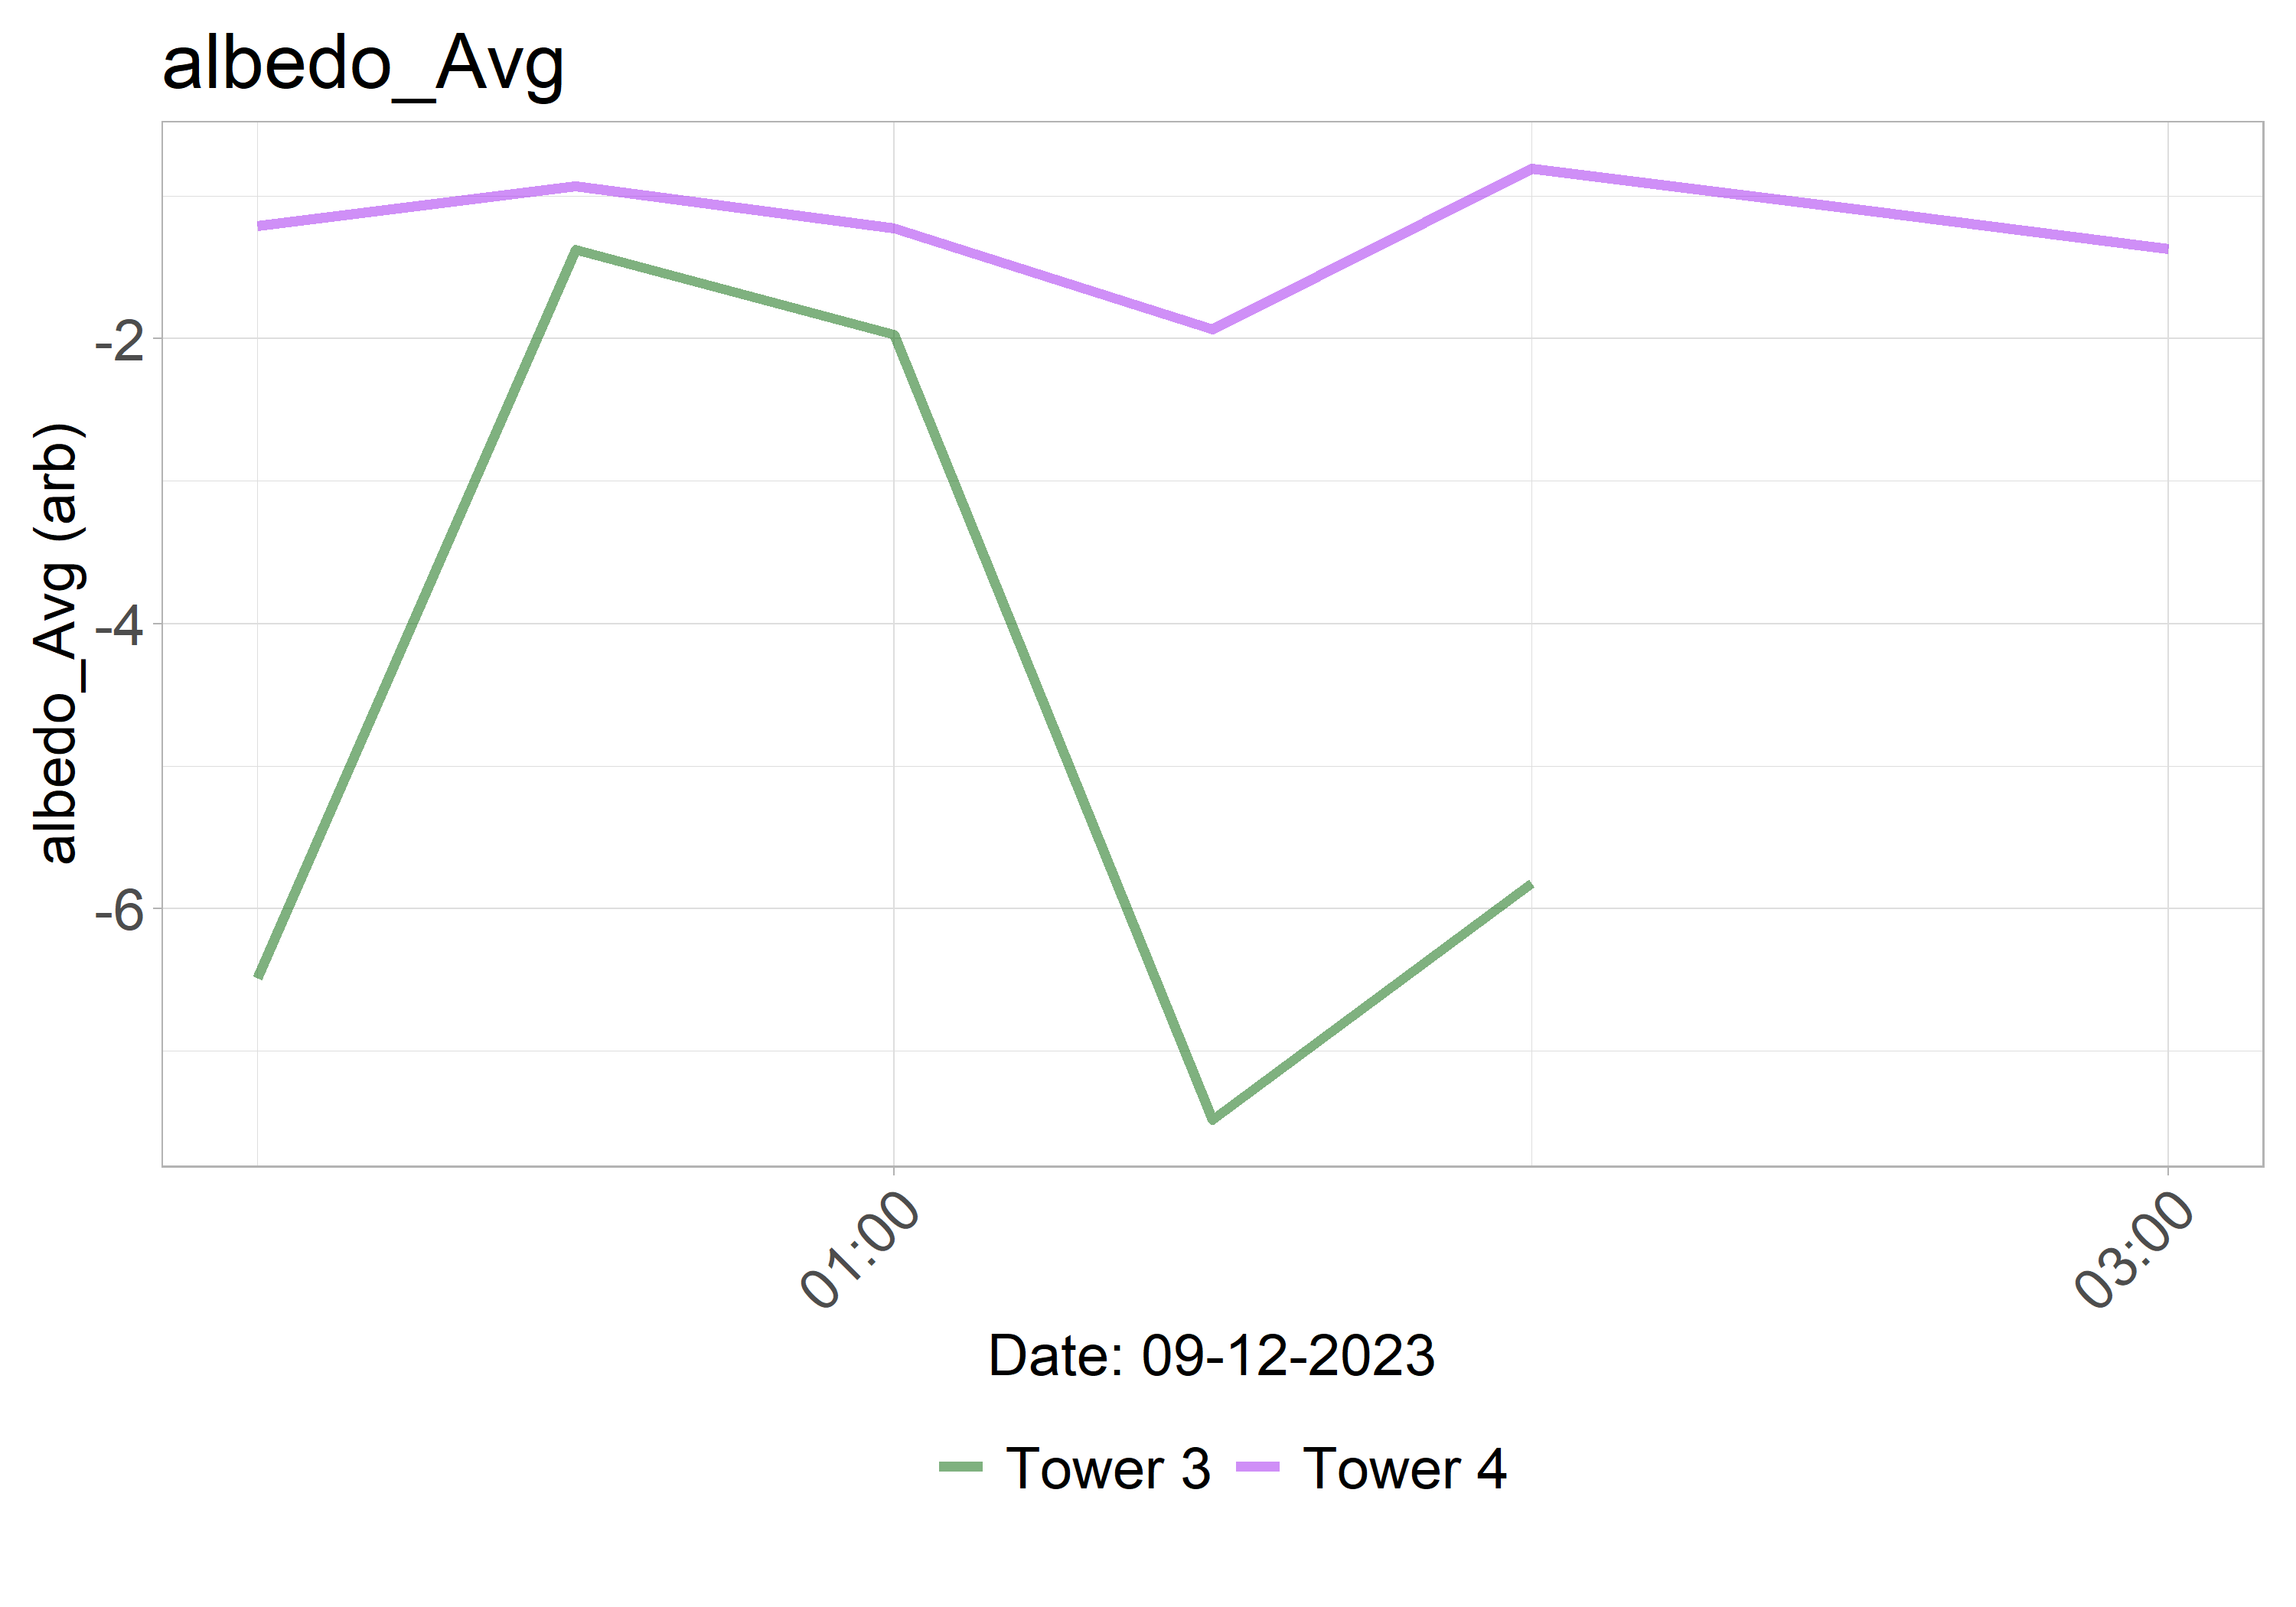 albedo_Avg
albedo_Avg (arb)
-2
-4
-6
01:00
03:00
Date: 09-12-2023
Tower 3
Tower 4